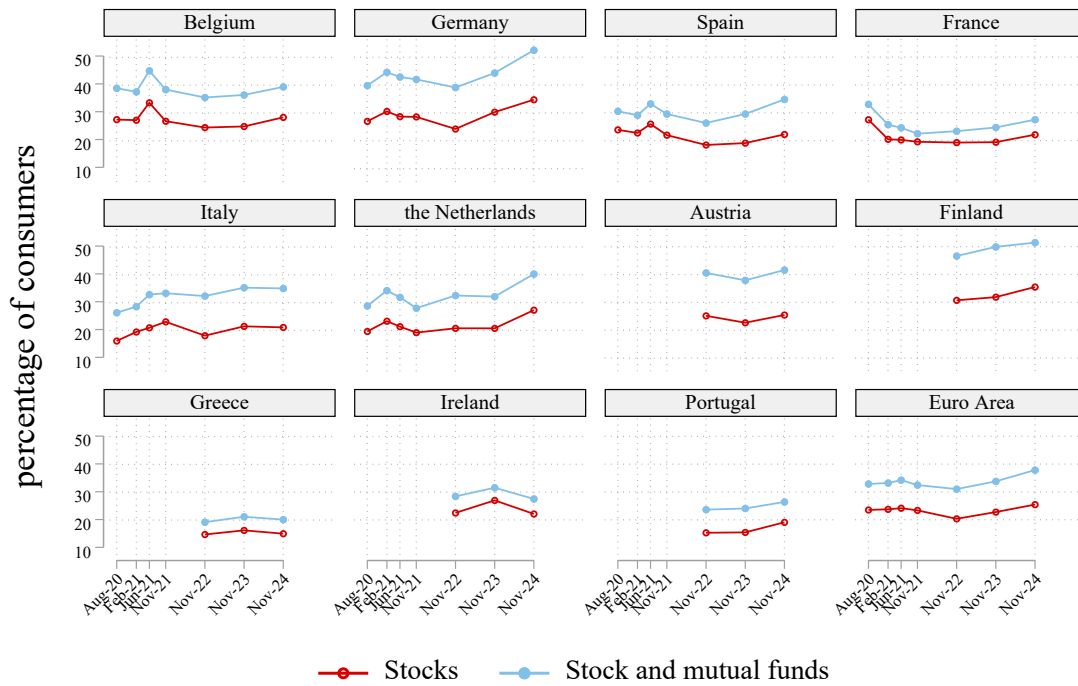 Belgium Germany Spain France
50
40
30
20
10
Italy the Netherlands Austria Finland
50
40
30
20
10
Greece Ireland Portugal Euro Area
50
40
30
20
10
percentage of consumers
Aug-20 Feb-21 Jun-21 Nov-21 Nov-22 Nov-23 Nov-24 Aug-20 Feb-21 Jun-21 Nov-21 Nov-22 Nov-23 Nov-24 Aug-20 Feb-21 Jun-21 Nov-21 Nov-22 Nov-23 Nov-24 Aug-20 Feb-21 Jun-21 Nov-21 Nov-22 Nov-23 Nov-24
Stocks Stock and mutual funds